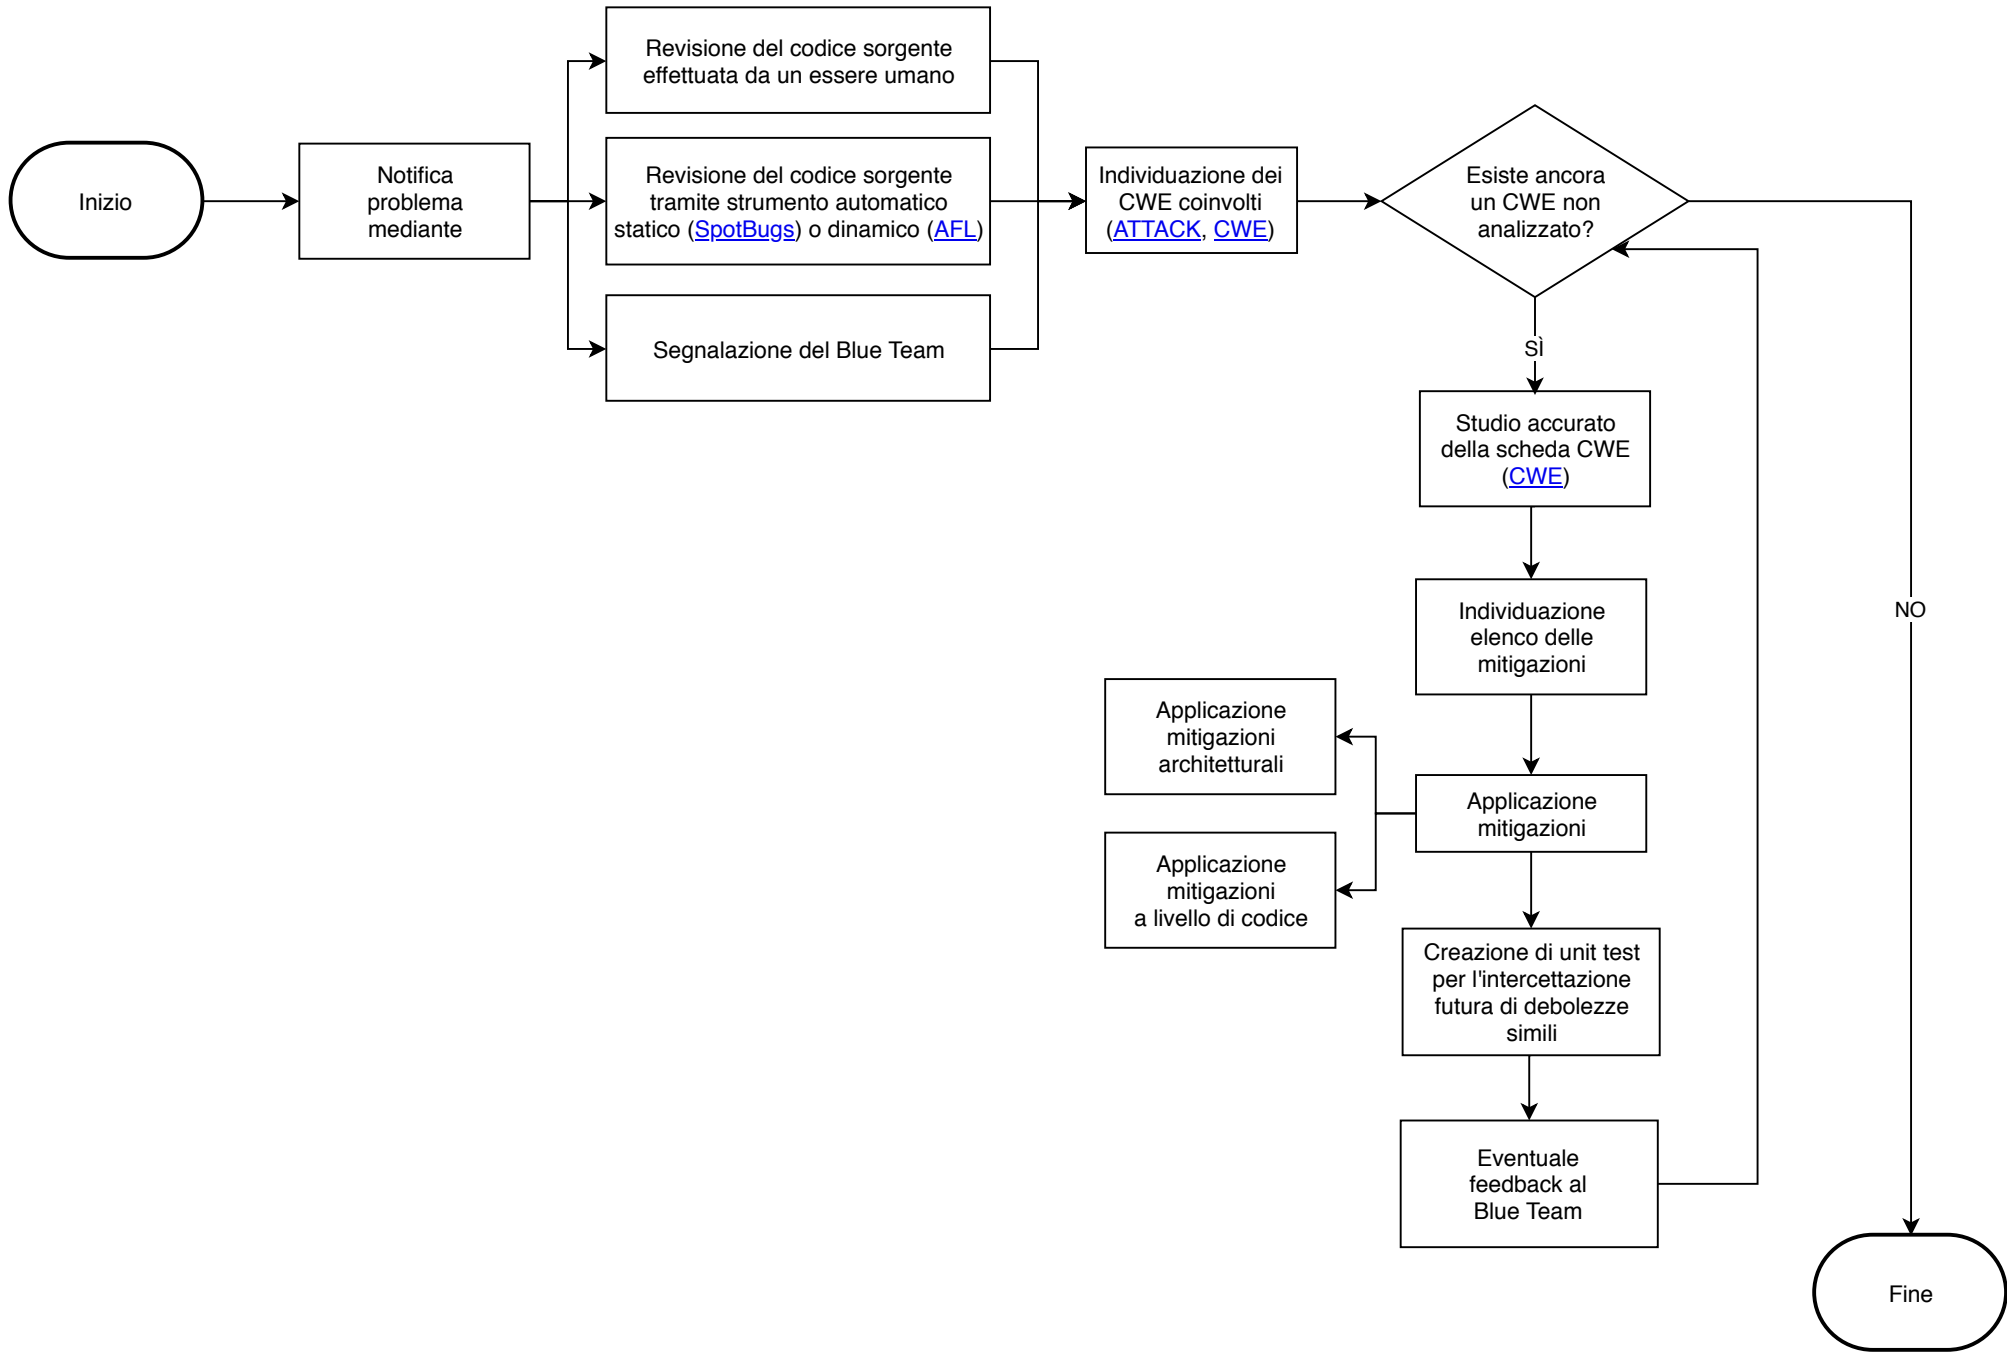 Inizio
Notifica
problema
mediante
Revisione del codice sorgente
effettuata da un essere umano
Revisione del codice sorgente
tramite strumento automatico
statico (SpotBugs) o dinamico (AFL)
Segnalazione del Blue Team
Individuazione dei
CWE coinvolti
(ATTACK, CWE)
Esiste ancora
un CWE non
analizzato?
SÌ
Studio accurato
della scheda CWE
(CWE)
Individuazione
elenco delle
mitigazioni
Applicazione
mitigazioni
Applicazione
mitigazioni
architetturali
Applicazione
mitigazioni
a livello di codice
Creazione di unit test
per l'intercettazione
futura di debolezze
simili
Eventuale
feedback al
Blue Team
NO
Fine